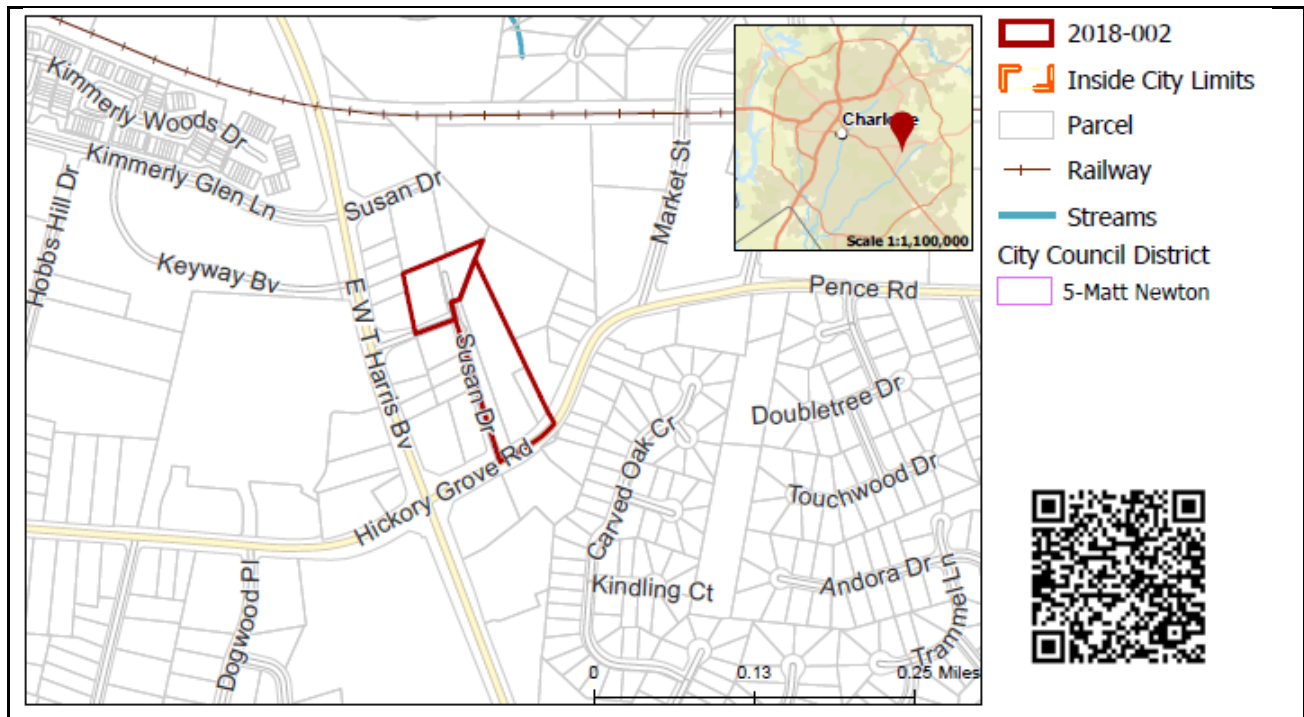 Kimmerly Woods Dr
Kimmerly Glen Ln
Hobbs Hill Dr
Susan Dr
Keyway Bv
E W T Harris Bv
Susan Dr
Hickory Grove Rd
Dogwood Pl
Market St
Pence Rd
Doubletree Dr
Touchwood Dr
Carved Oak Cr
Kindling Ct
Andora Dr
Trammel Ln
0 0.13 0.25 Miles
Scale 1:1,100,000
2018-002
Inside City Limits
Parcel
Railway
Streams
City Council District
5-Matt Newton